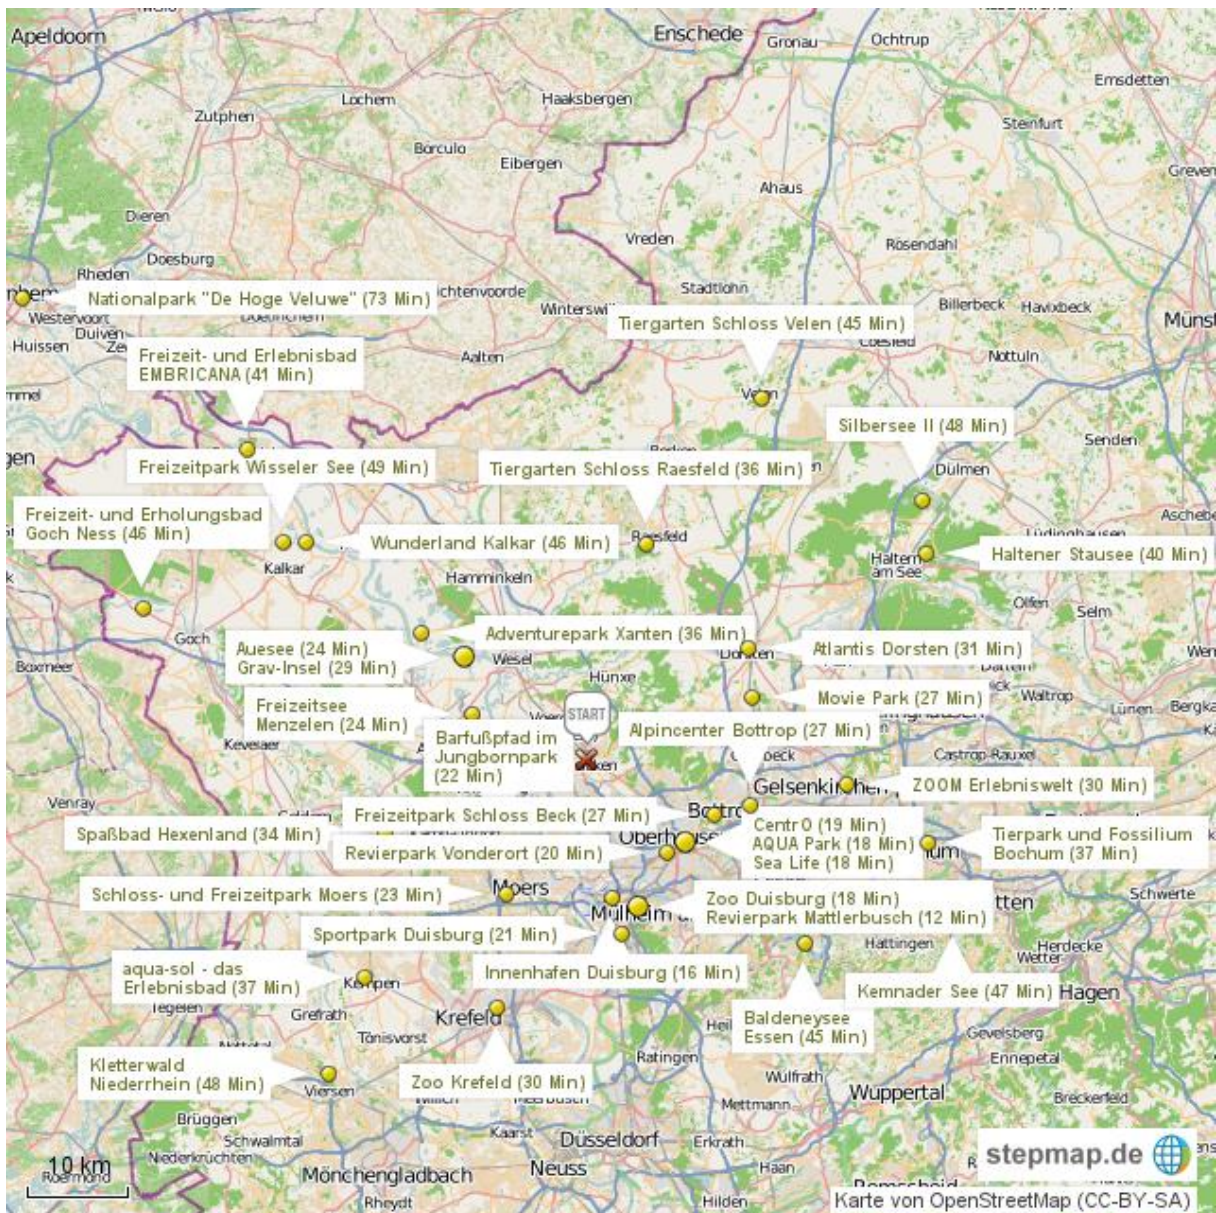 Apeldoorn
Enschede
Gronau
Ochtrup
Emsdetten
Lochem
Haaksbergen
Zutphen
Steinfurt
Borculo
Eibergen
Greven
Ahaus
Dieren
Vreden
Rosendahl
Doesburg
Rheden
Stadtlohn
Nationalpark "De Hoge Veluwe" (73 Min)
Billerbeck
Havixbeck
Westervoort
Duiven
Huissen
Tiergarten Schloss Velen (45 Min)
Coesfeld
Nottuln
Freizeit- und Erlebnisbad
EMBRICANA (41 Min)
Aalten
Velen
Silbersee II (48 Min)
Senden
Freizeitpark Wisseler See (49 Min)
Tiergarten Schloss Raesfeld (36 Min)
Dülmen
Freizeit- und Erholungsbad
Goch Ness (46 Min)
Wunderland Kalkar (46 Min)
Raesfeld
Lüdinghausen
Haltener Stausee (40 Min)
Haltern
am See
Kalkar
Hamminkeln
Olfen
Selm
Goch
Adventurepark Xanten (36 Min)
Auesee (24 Min)
Grav-Insel (29 Min)
Wesel
Dorsten
Atlantis Dorsten (31 Min)
Boxmeer
Hünxe
Datteln
Movie Park (27 Min)
Waltrop
Lünen
Freizeitsee
Menzelen (24 Min)
START
Alpincenter Bottrop (27 Min)
Kevelaer
Barfußpfad im
Jungbornpark
(22 Min)
Castrop-Rauxel
Gelsenkirchen
ZOOM Erlebniswelt (30 Min)
Venray
Freizeitpark Schloss Beck (27 Min)
Spaßbad Hexenland (34 Min)
CentrO (19 Min)
AQUA Park (18 Min)
Sea Life (18 Min)
Tierpark und Fossilium
Bochum (37 Min)
Revierpark Vonderort (20 Min)
Schloss- und Freizeitpark Moers (23 Min)
Moers
Zoo Duisburg (18 Min)
Revierpark Mattlerbusch (12 Min)
Schwerte
Mülheim
Sportpark Duisburg (21 Min)
Hattingen
Herdecke
Wetter
aqua-sol - das
Erlebnisbad (37 Min)
Kempen
Innenhafen Duisburg (16 Min)
Kemnader See (47 Min)
Hagen
Tegelen
Grefrath
Krefeld
Baldeneysee
Essen (45 Min)
Tönisvorst
Gevelsberg
Ennepetal
Kletterwald
Niederrhein (48 Min)
Ratingen
Viersen
Zoo Krefeld (30 Min)
Wülfrath
Wuppertal
Breckerfeld
Mettmann
Brüggen
Kaarst
Schwalmtal
Düsseldorf
Erkrath
Niederkrüchten
10 km
Roermond
Mönchengladbach
Neuss
Haan
stepmap.de
Rheydt
Hilden
Karte von OpenStreetMap (CC-BY-SA)